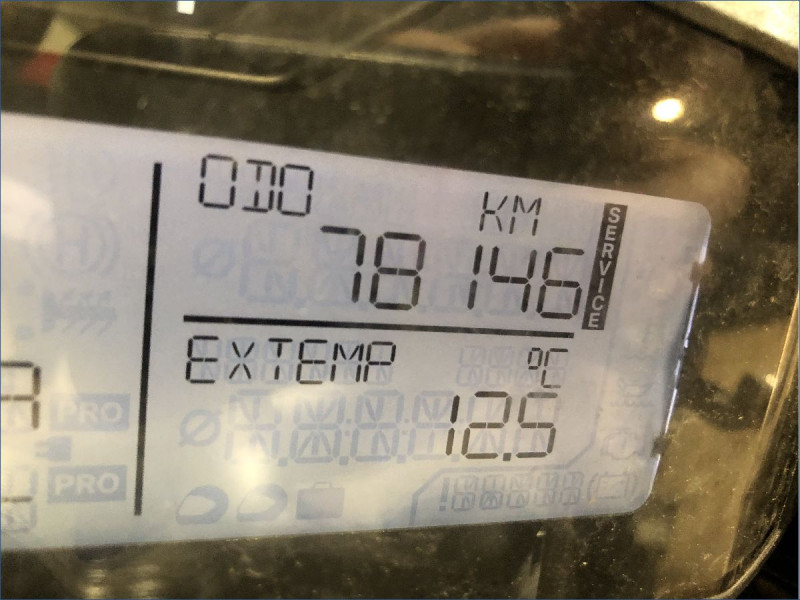 ODO
KM
78146
SERVICE
EXTEMP
°C
12.5
PRO
PRO